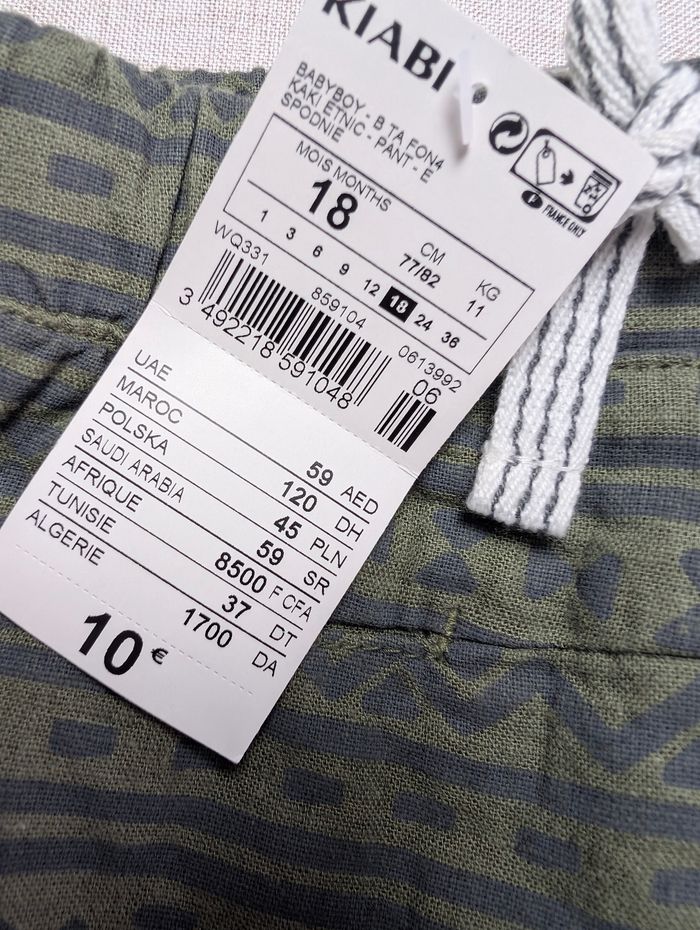 KIABI
BABYBOY - B TA FON4
KAKI ETNIC - PANT - E
SPODNIE
FRANCE ONLY
MOIS MONTHS
18
CM
77/82
KG
11
1 3 6 9 12 18 24 36
WQ331
859104
0613992
3 492218 591048
06
UAE 59 AED
MAROC 120 DH
POLSKA 45 PLN
SAUDI ARABIA 59 SR
AFRIQUE 8500 F CFA
TUNISIE 37 DT
ALGERIE 1700 DA
10 €